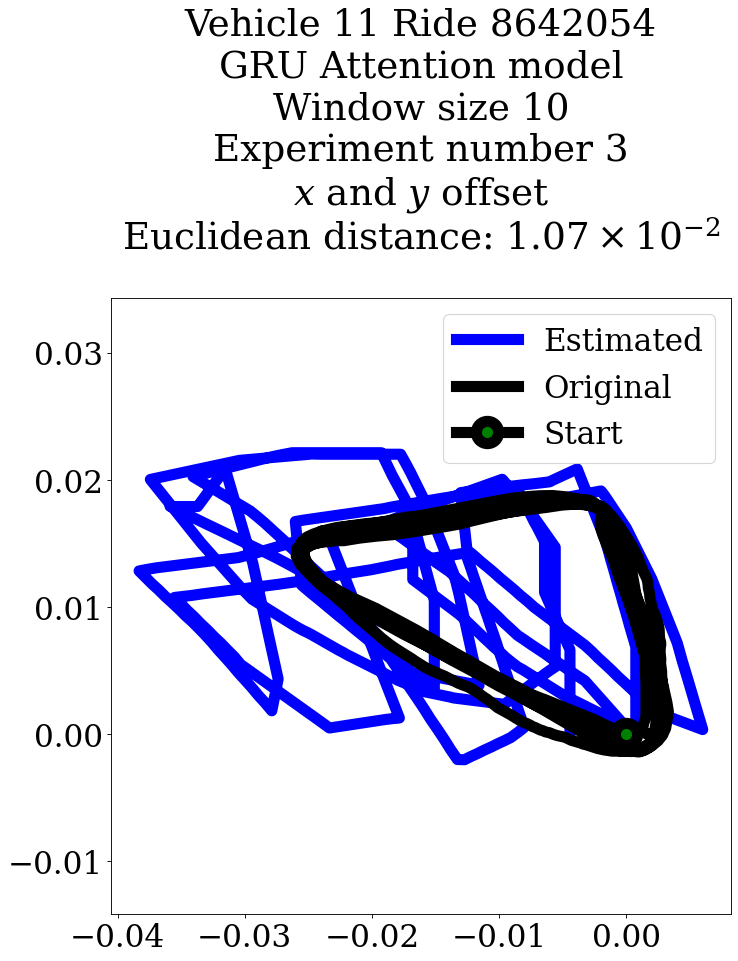 Vehicle 11 Ride 8642054
GRU Attention model
Window size 10
Experiment number 3
x and y offset
Euclidean distance: 1.07 × 10⁻²
Estimated
Original
Start
0.03
0.02
0.01
0.00
−0.01
−0.04 −0.03 −0.02 −0.01 0.00